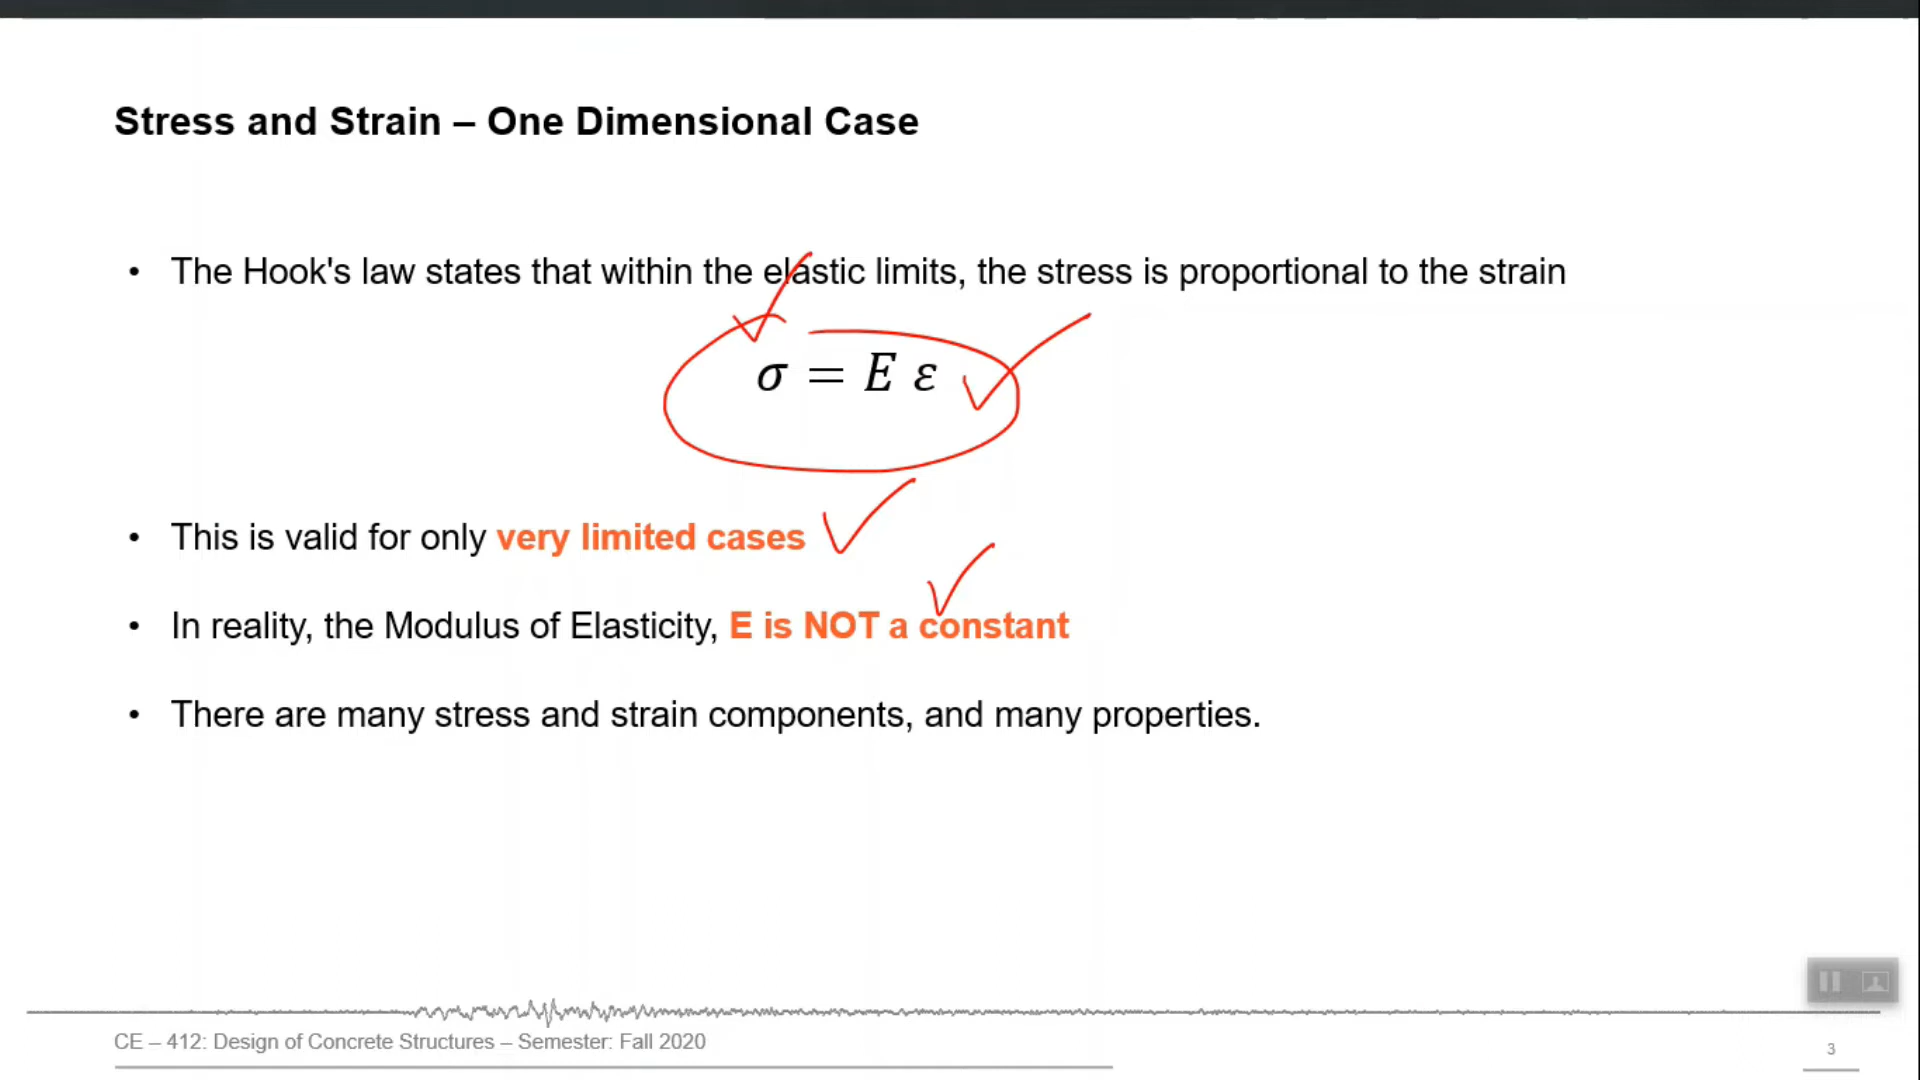 Stress and Strain – One Dimensional Case
• The Hook's law states that within the elastic limits, the stress is proportional to the strain
σ = E ε
• This is valid for only very limited cases
• In reality, the Modulus of Elasticity, E is NOT a constant
• There are many stress and strain components, and many properties.
CE – 412: Design of Concrete Structures – Semester: Fall 2020
3